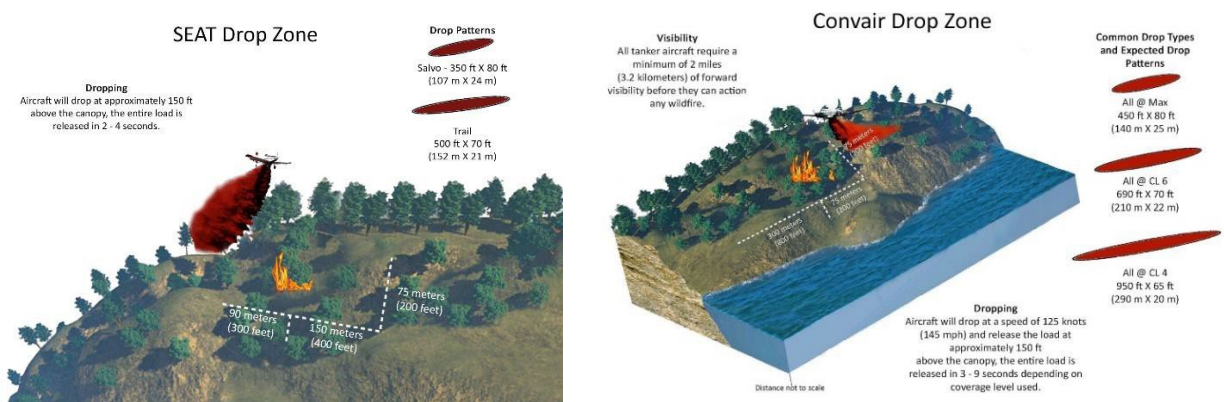 SEAT Drop Zone
Dropping
Aircraft will drop at approximately 150 ft
above the canopy, the entire load is
released in 2 - 4 seconds.
Drop Patterns
Salvo - 350 ft X 80 ft
(107 m X 24 m)
Trail
500 ft X 70 ft
(152 m X 21 m)
90 meters
(300 feet)
150 meters
(400 feet)
75 meters
(200 feet)
Convair Drop Zone
Visibility
All tanker aircraft require a
minimum of 2 miles
(3.2 kilometers) of forward
visibility before they can action
any wildfire.
75 meters
75 meters
(200 feet)
300 meters
(800 feet)
Common Drop Types
and Expected Drop
Patterns
All @ Max
450 ft X 80 ft
(140 m X 25 m)
All @ CL 6
690 ft X 70 ft
(210 m X 22 m)
All @ CL 4
950 ft X 65 ft
(290 m X 20 m)
Dropping
Aircraft will drop at a speed of 125 knots
(145 mph) and release the load at
approximately 150 ft
above the canopy, the entire load is
released in 3 - 9 seconds depending on
coverage level used.
Distance not to scale